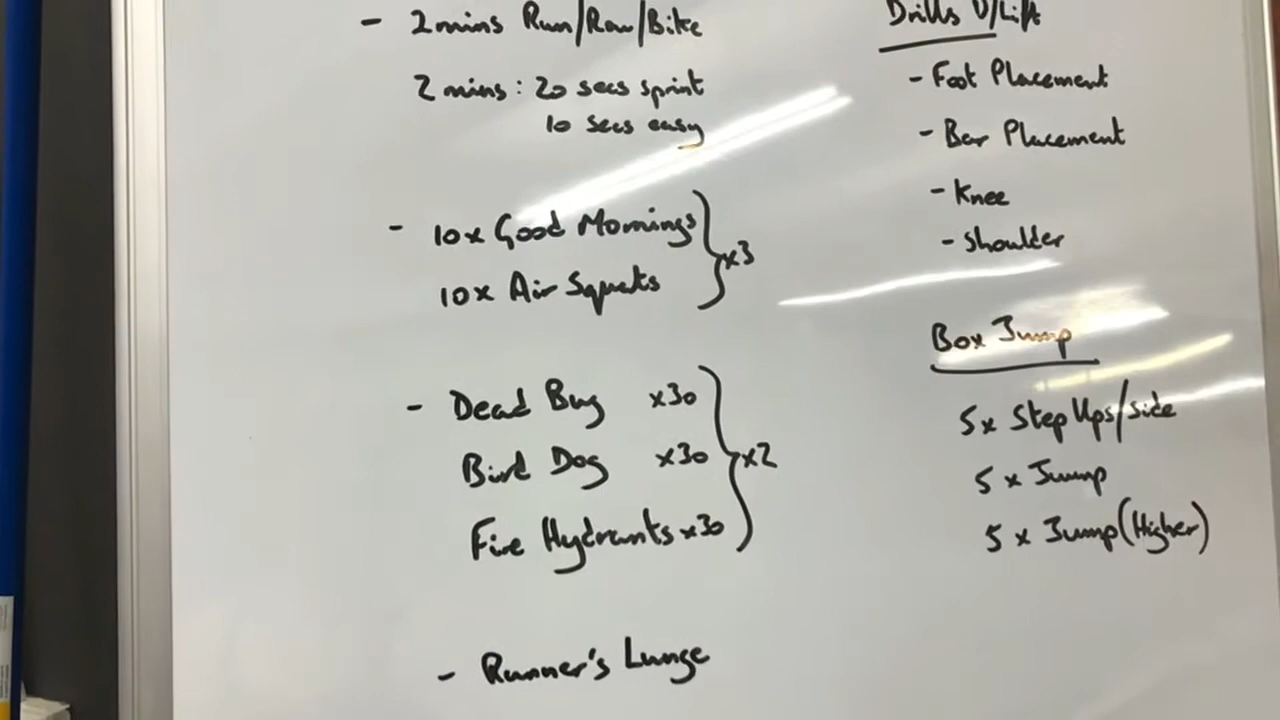 - 2mins Run/Row/Bike
2 mins : 20 secs sprint
10 secs easy
- 10x Good Mornings
10x Air Squats
} x3
- Dead Bug x30
Bird Dog x30
Fire Hydrants x30
} x2
- Runner's Lunge
Drills D/Lift
- Foot Placement
- Bar Placement
- Knee
- Shoulder
Box Jump
5x Step Ups/side
5 x Jump
5 x Jump (Higher)